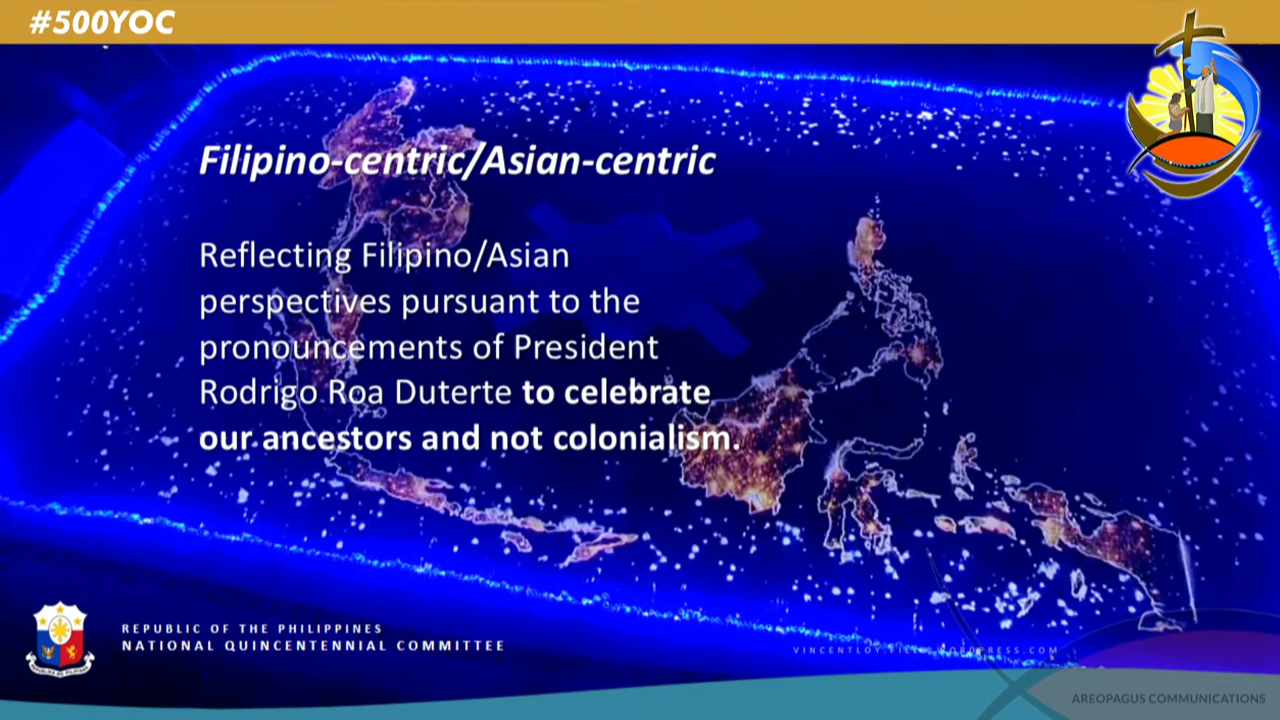 #500YOC
Filipino-centric/Asian-centric
Reflecting Filipino/Asian
perspectives pursuant to the
pronouncements of President
Rodrigo Roa Duterte to celebrate
our ancestors and not colonialism.
REPUBLIC OF THE PHILIPPINES
NATIONAL QUINCENTENNIAL COMMITTEE
AREOPAGUS COMMUNICATIONS